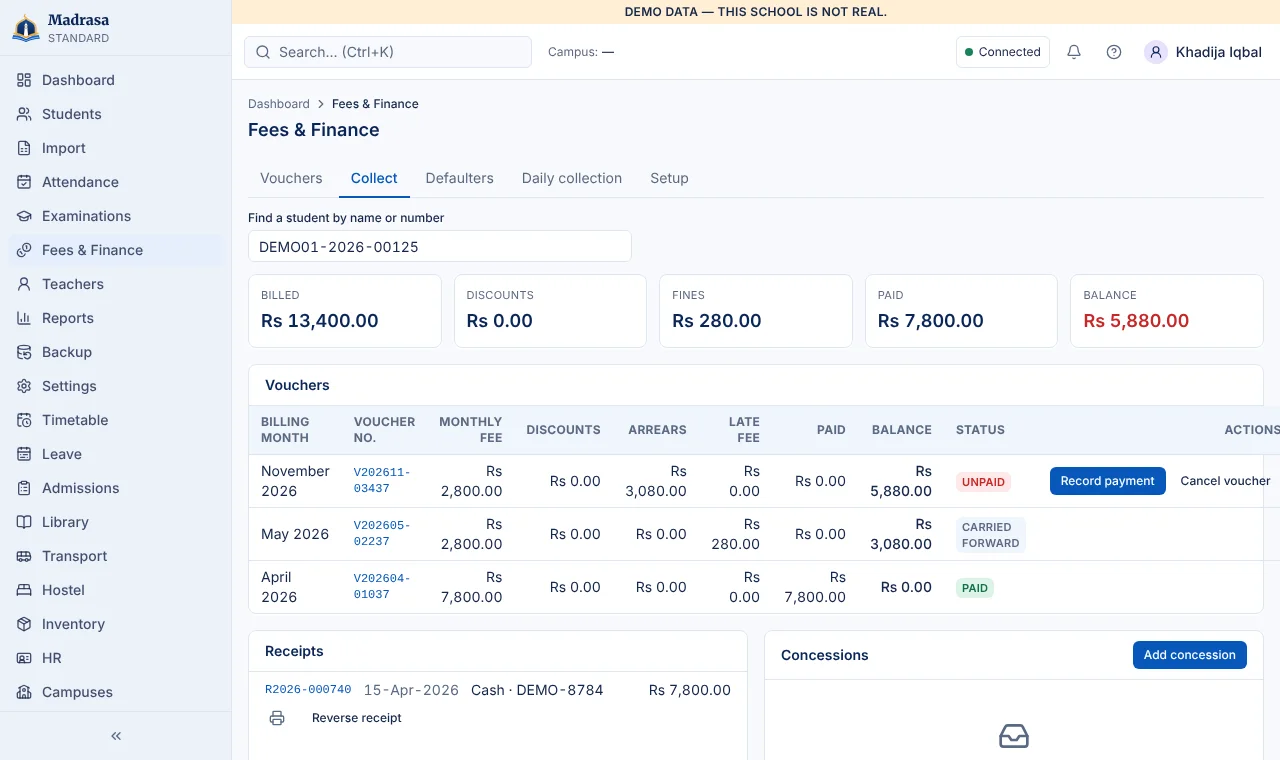 DEMO DATA — THIS SCHOOL IS NOT REAL.
Madrasa
STANDARD
Search... (Ctrl+K)
Campus: —
Connected
Khadija Iqbal
Dashboard
Students
Import
Attendance
Examinations
Fees & Finance
Teachers
Reports
Backup
Settings
Timetable
Leave
Admissions
Library
Transport
Hostel
Inventory
HR
Campuses
«
Dashboard > Fees & Finance
Fees & Finance
Vouchers Collect Defaulters Daily collection Setup
Find a student by name or number
DEMO01-2026-00125
BILLED
Rs 13,400.00
DISCOUNTS
Rs 0.00
FINES
Rs 280.00
PAID
Rs 7,800.00
BALANCE
Rs 5,880.00
Vouchers
BILLING MONTH VOUCHER NO. MONTHLY FEE DISCOUNTS ARREARS LATE FEE PAID BALANCE STATUS ACTIONS
November 2026 V202611-03437 Rs 2,800.00 Rs 0.00 Rs 3,080.00 Rs 0.00 Rs 0.00 Rs 5,880.00 UNPAID Record payment Cancel voucher
May 2026 V202605-02237 Rs 2,800.00 Rs 0.00 Rs 0.00 Rs 280.00 Rs 0.00 Rs 3,080.00 CARRIED FORWARD
April 2026 V202604-01037 Rs 7,800.00 Rs 0.00 Rs 0.00 Rs 0.00 Rs 7,800.00 Rs 0.00 PAID
Receipts
R2026-000740 15-Apr-2026 Cash · DEMO-8784 Rs 7,800.00
Reverse receipt
Concessions
Add concession